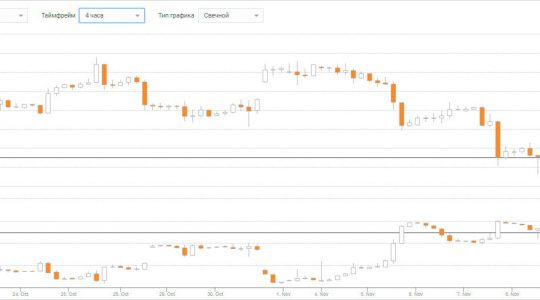 Таймфрейм 4 часа Тип графика Свечной
24. Oct 25. Oct 26. Oct 29. Oct 30. Oct 1. Nov 4. Nov 5. Nov 6. Nov 7. Nov 8. Nov